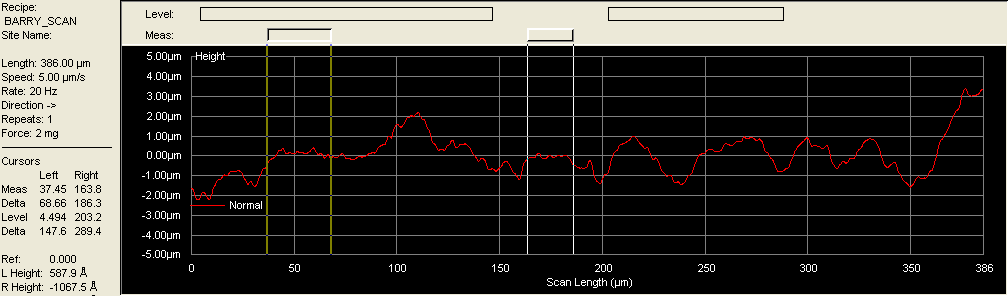 Recipe:
BARRY_SCAN
Site Name:
Length: 386.00 µm
Speed: 5.00 µm/s
Rate: 20 Hz
Direction ->
Repeats: 1
Force: 2 mg
Cursors
Left Right
Meas 37.45 163.8
Delta 68.66 186.3
Level 4.494 203.2
Delta 147.6 289.4
Ref: 0.000
L Height: 587.9 Å
R Height: -1067.5 Å
Level:
Meas:
Height
5.00µm
4.00µm
3.00µm
2.00µm
1.00µm
0.00µm
-1.00µm
-2.00µm
-3.00µm
-4.00µm
-5.00µm
Normal
0 50 100 150 200 250 300 350 386
Scan Length (µm)